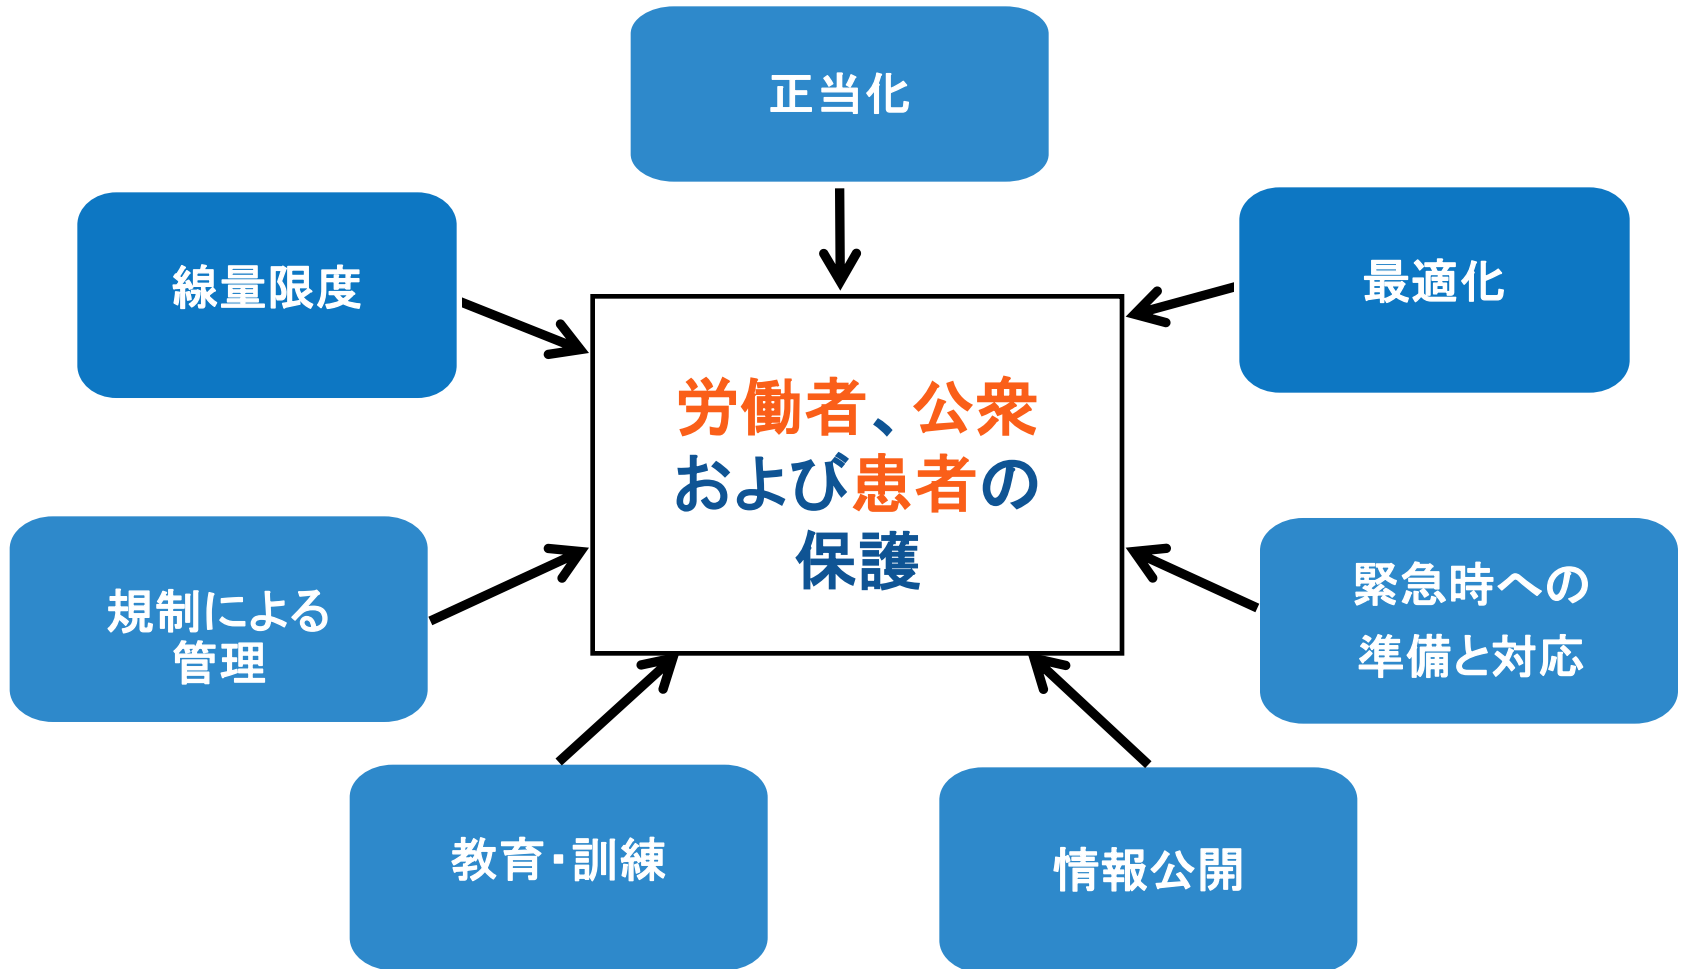 正当化
線量限度
最適化
労働者、公衆
および患者の
保護
規制による
管理
緊急時への
準備と対応
教育・訓練
情報公開